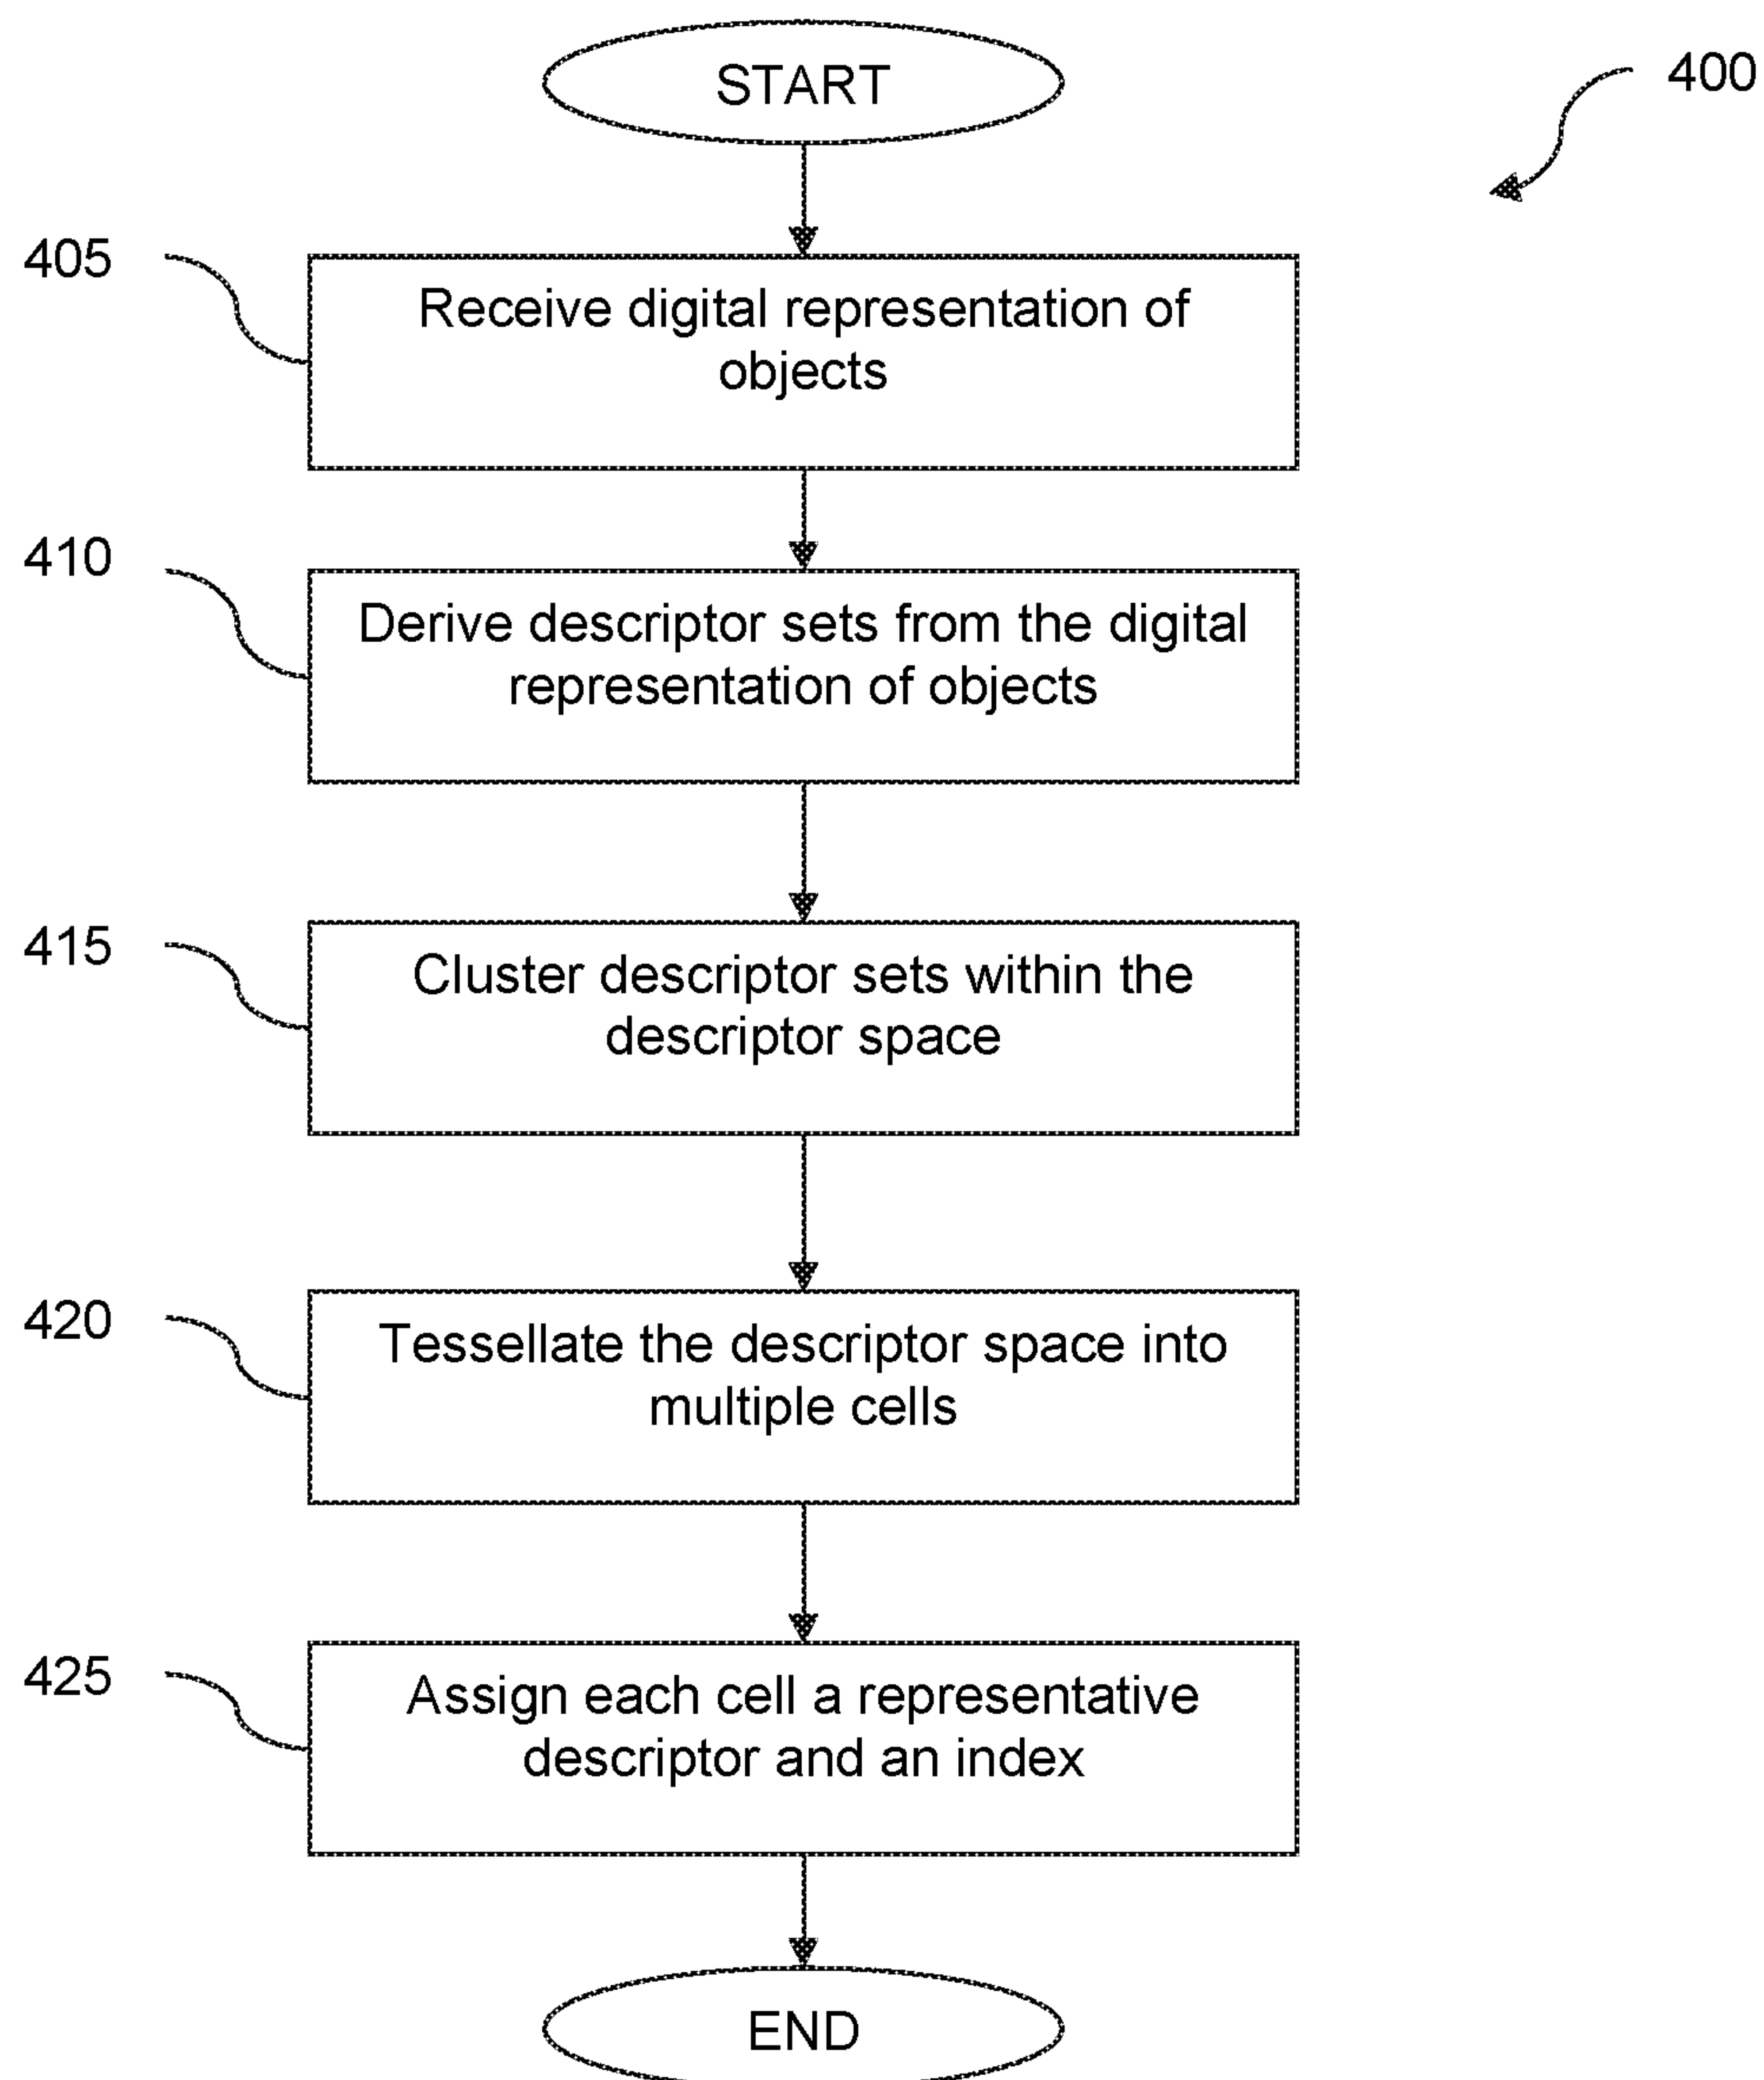 START
400
405
Receive digital representation of
objects
410
Derive descriptor sets from the digital
representation of objects
415
Cluster descriptor sets within the
descriptor space
420
Tessellate the descriptor space into
multiple cells
425
Assign each cell a representative
descriptor and an index
END